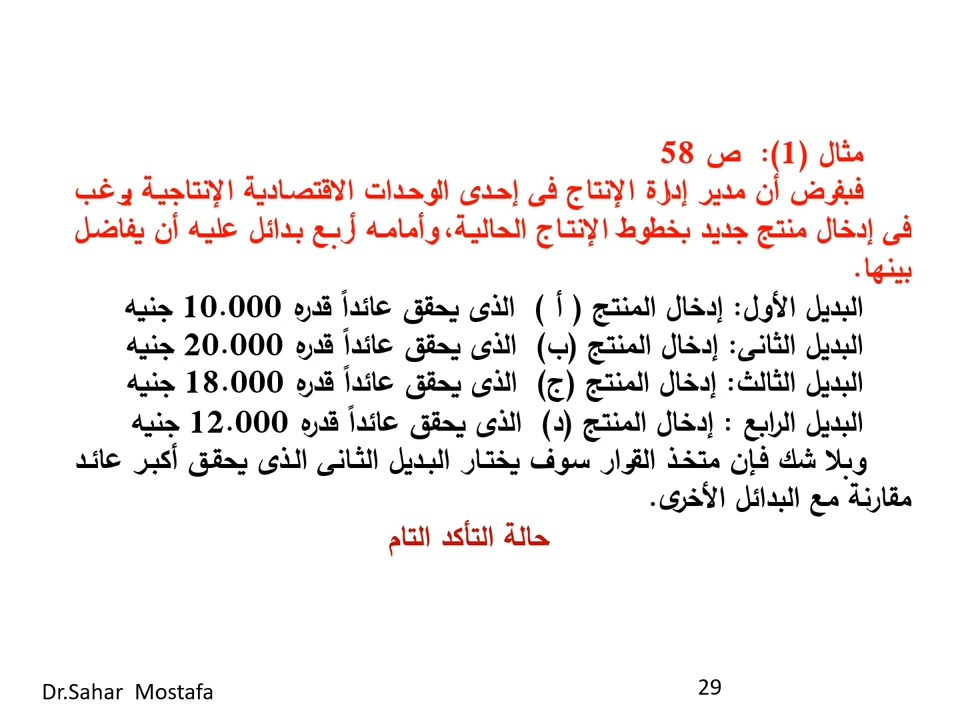 مثال (1): ص 58
فبفرض أن مدير إدارة الإنتاج فى إحدى الوحدات الاقتصادية الإنتاجية يرغب
فى إدخال منتج جديد بخطوط الإنتاج الحالية، وأمامه أربع بدائل عليه أن يفاضل
بينها.
البديل الأول: إدخال المنتج ( أ ) الذى يحقق عائداً قدره 10.000 جنيه
البديل الثانى: إدخال المنتج (ب) الذى يحقق عائداً قدره 20.000 جنيه
البديل الثالث: إدخال المنتج (ج) الذى يحقق عائداً قدره 18.000 جنيه
البديل الرابع : إدخال المنتج (د) الذى يحقق عائداً قدره 12.000 جنيه
وبلا شك فإن متخذ القرار سوف يختار البديل الثانى الذى يحقق أكبر عائد
مقارنة مع البدائل الأخرى.
حالة التأكد التام
Dr.Sahar Mostafa
29